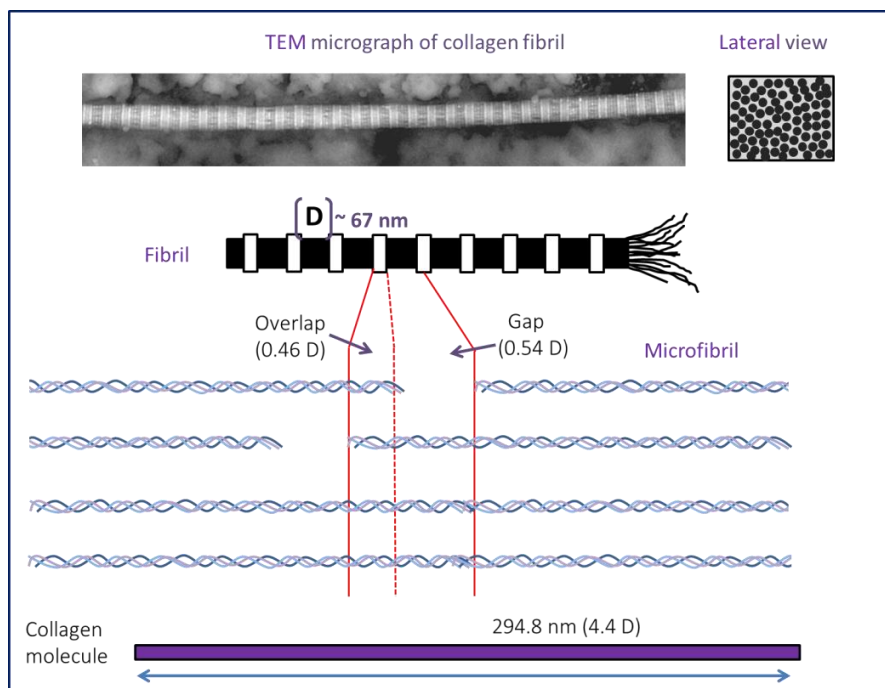 TEM micrograph of collagen fibril
Lateral view
D ~ 67 nm
Fibril
Overlap
(0.46 D)
Gap
(0.54 D)
Microfibril
294.8 nm (4.4 D)
Collagen
molecule